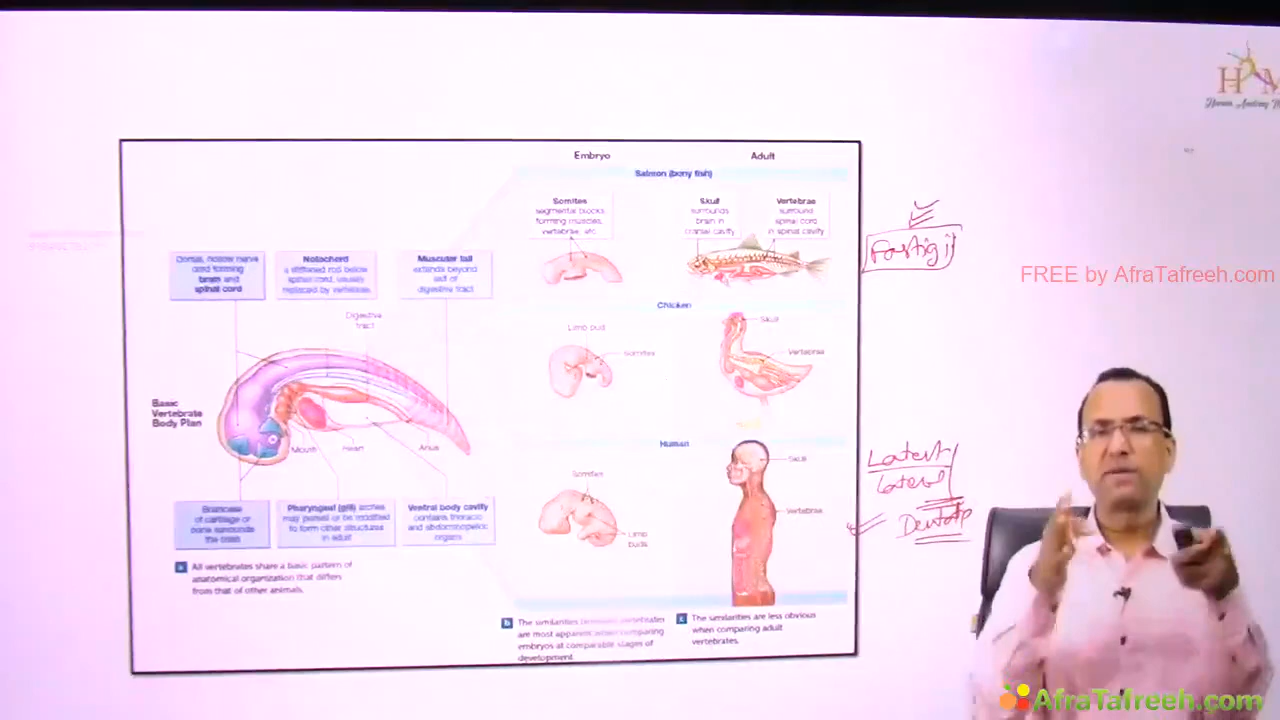 Embryo
Adult
Salmon (bony fish)
Somites
segmental blocks
forming muscles,
vertebrae, etc.
Skull
surrounds
brain in
cranial cavity
Vertebrae
surround
spinal cord
in spinal cavity
Dorsal, hollow nerve
cord forming
brain and
spinal cord
Notochord
a stiffened rod below
spinal cord, usually
replaced by vertebrae
Muscular tail
extends beyond
exit of
digestive tract
Digestive
tract
Chicken
Limb bud
Somites
Skull
Vertebrae
Basic
Vertebrate
Body Plan
Mouth
Heart
Anus
Human
Somites
Limb
buds
Skull
Vertebrae
Braincase
of cartilage or
bone surrounds
the brain
Pharyngeal (gill) arches
may persist or be modified
to form other structures
in adult
Ventral body cavity
contains thoracic
and abdominopelvic
organs
a All vertebrates share a basic pattern of
anatomical organization that differs
from that of other animals.
b The similarities between vertebrates
are most apparent when comparing
embryos at comparable stages of
development.
c The similarities are less obvious
when comparing adult
vertebrates.
Lateral
HAM
FREE by AfraTafreeh.com
AfraTafreeh.com